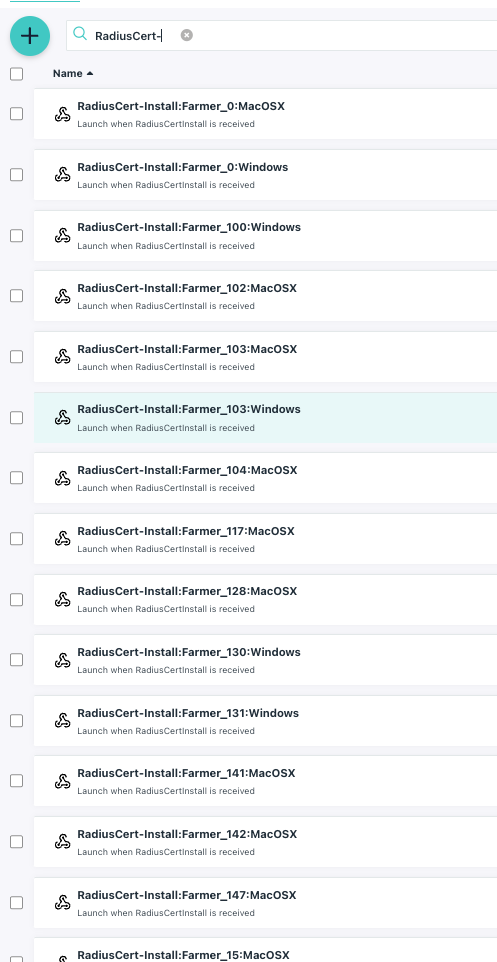 RadiusCert-
Name
RadiusCert-Install:Farmer_0:MacOSX
Launch when RadiusCertInstall is received
RadiusCert-Install:Farmer_0:Windows
Launch when RadiusCertInstall is received
RadiusCert-Install:Farmer_100:Windows
Launch when RadiusCertInstall is received
RadiusCert-Install:Farmer_102:MacOSX
Launch when RadiusCertInstall is received
RadiusCert-Install:Farmer_103:MacOSX
Launch when RadiusCertInstall is received
RadiusCert-Install:Farmer_103:Windows
Launch when RadiusCertInstall is received
RadiusCert-Install:Farmer_104:MacOSX
Launch when RadiusCertInstall is received
RadiusCert-Install:Farmer_117:MacOSX
Launch when RadiusCertInstall is received
RadiusCert-Install:Farmer_128:MacOSX
Launch when RadiusCertInstall is received
RadiusCert-Install:Farmer_130:Windows
Launch when RadiusCertInstall is received
RadiusCert-Install:Farmer_131:Windows
Launch when RadiusCertInstall is received
RadiusCert-Install:Farmer_141:MacOSX
Launch when RadiusCertInstall is received
RadiusCert-Install:Farmer_142:MacOSX
Launch when RadiusCertInstall is received
RadiusCert-Install:Farmer_147:MacOSX
Launch when RadiusCertInstall is received
RadiusCert-Install:Farmer_15:MacOSX